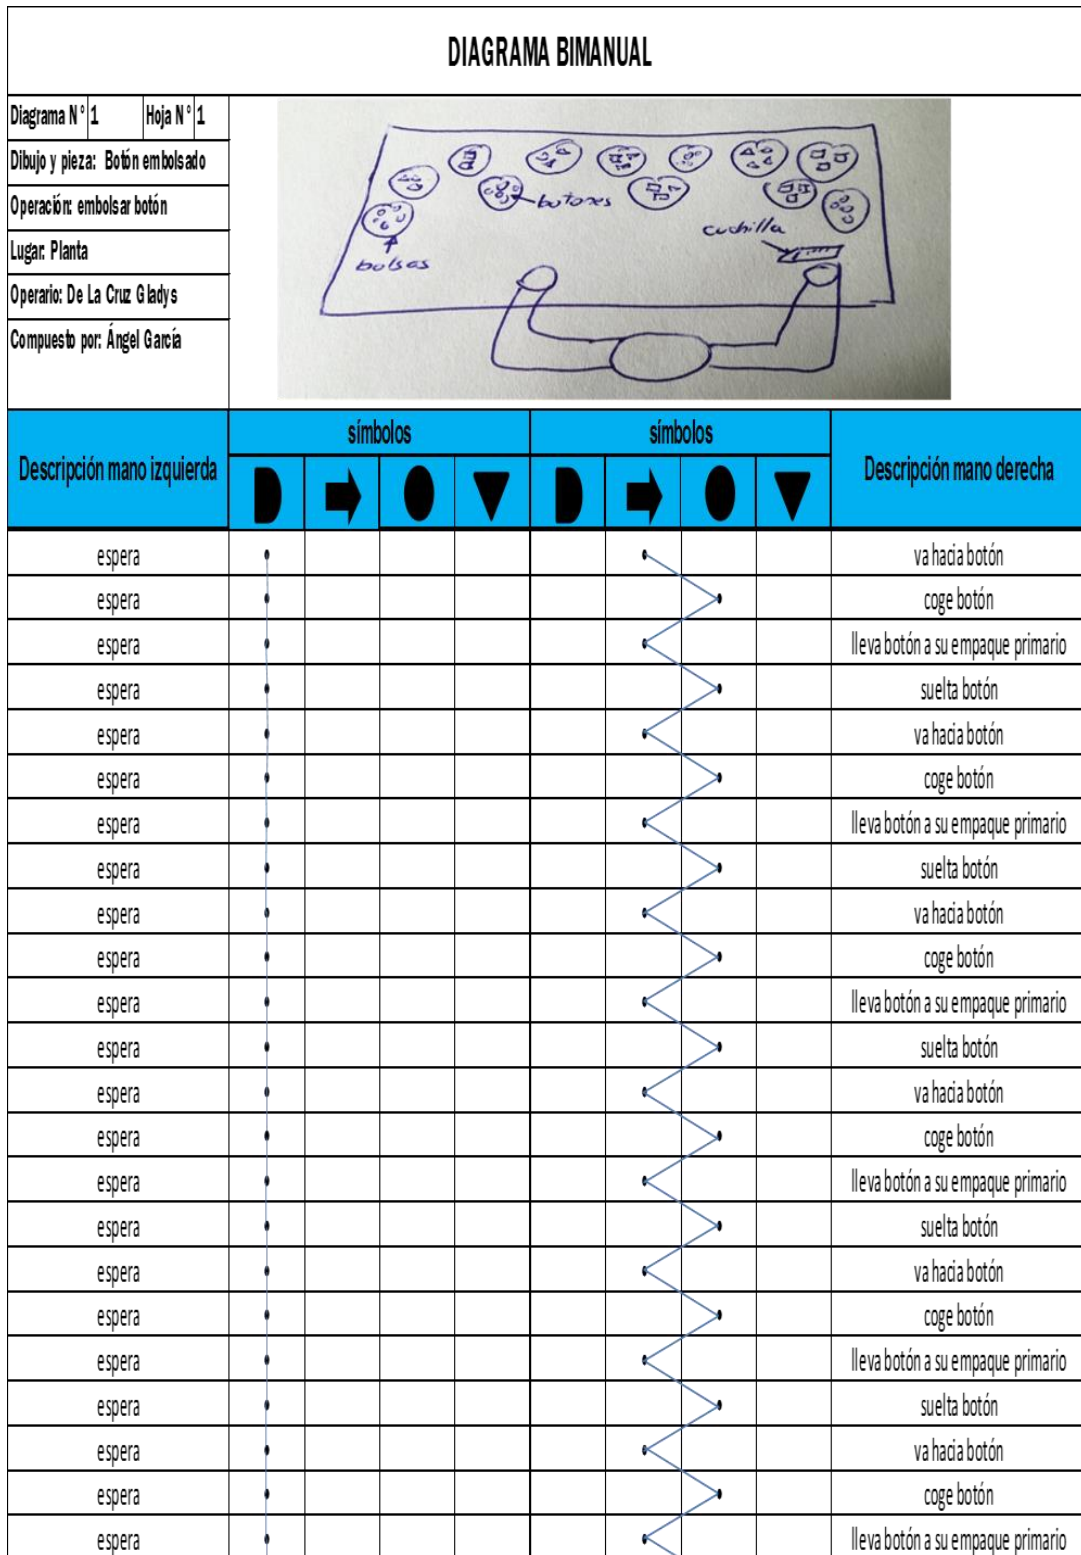 DIAGRAMA BIMANUAL
Diagrama N° 1 Hoja N° 1
Dibujo y pieza: Botón embolsado
Operación: embolsar botón
Lugar: Planta
Operario: De La Cruz Gladys
Compuesto por: Ángel García
botones
cuchilla
bolsas
Descripción mano izquierda símbolos símbolos Descripción mano derecha
espera va hacia botón
espera coge botón
espera lleva botón a su empaque primario
espera suelta botón
espera va hacia botón
espera coge botón
espera lleva botón a su empaque primario
espera suelta botón
espera va hacia botón
espera coge botón
espera lleva botón a su empaque primario
espera suelta botón
espera va hacia botón
espera coge botón
espera lleva botón a su empaque primario
espera suelta botón
espera va hacia botón
espera coge botón
espera lleva botón a su empaque primario
espera suelta botón
espera va hacia botón
espera coge botón
espera lleva botón a su empaque primario